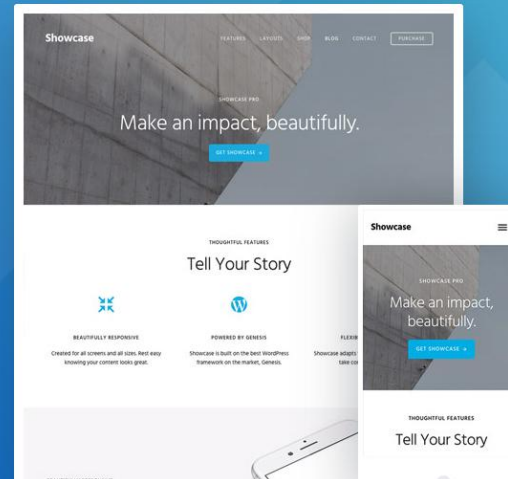 Showcase
FEATURES LAYOUTS SHOP BLOG CONTACT PURCHASE
SHOWCASE PRO
Make an impact, beautifully.
GET SHOWCASE →
THOUGHTFUL FEATURES
Tell Your Story
BEAUTIFULLY RESPONSIVE
Created for all screens and all sizes. Rest easy
knowing your content looks great.
POWERED BY GENESIS
Showcase is built on the best WordPress
framework on the market, Genesis.
Showcase adapts
Showcase
SHOWCASE PRO
Make an impact,
beautifully.
GET SHOWCASE →
THOUGHTFUL FEATURES
Tell Your Story